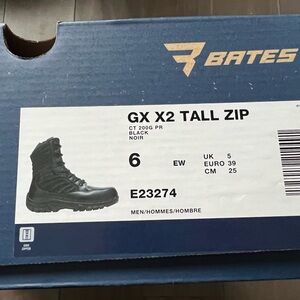 BATES
GX X2 TALL ZIP
CT 200G PR
BLACK
NOIR
6 EW UK 5
EURO 39
CM 25
E23274
MEN/HOMMES/HOMBRE